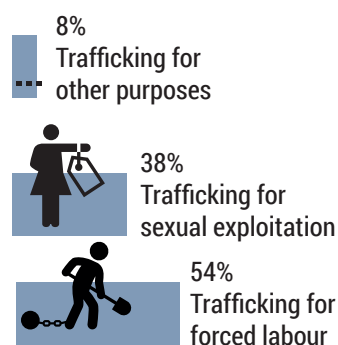 8%
Trafficking for
other purposes
38%
Trafficking for
sexual exploitation
54%
Trafficking for
forced labour